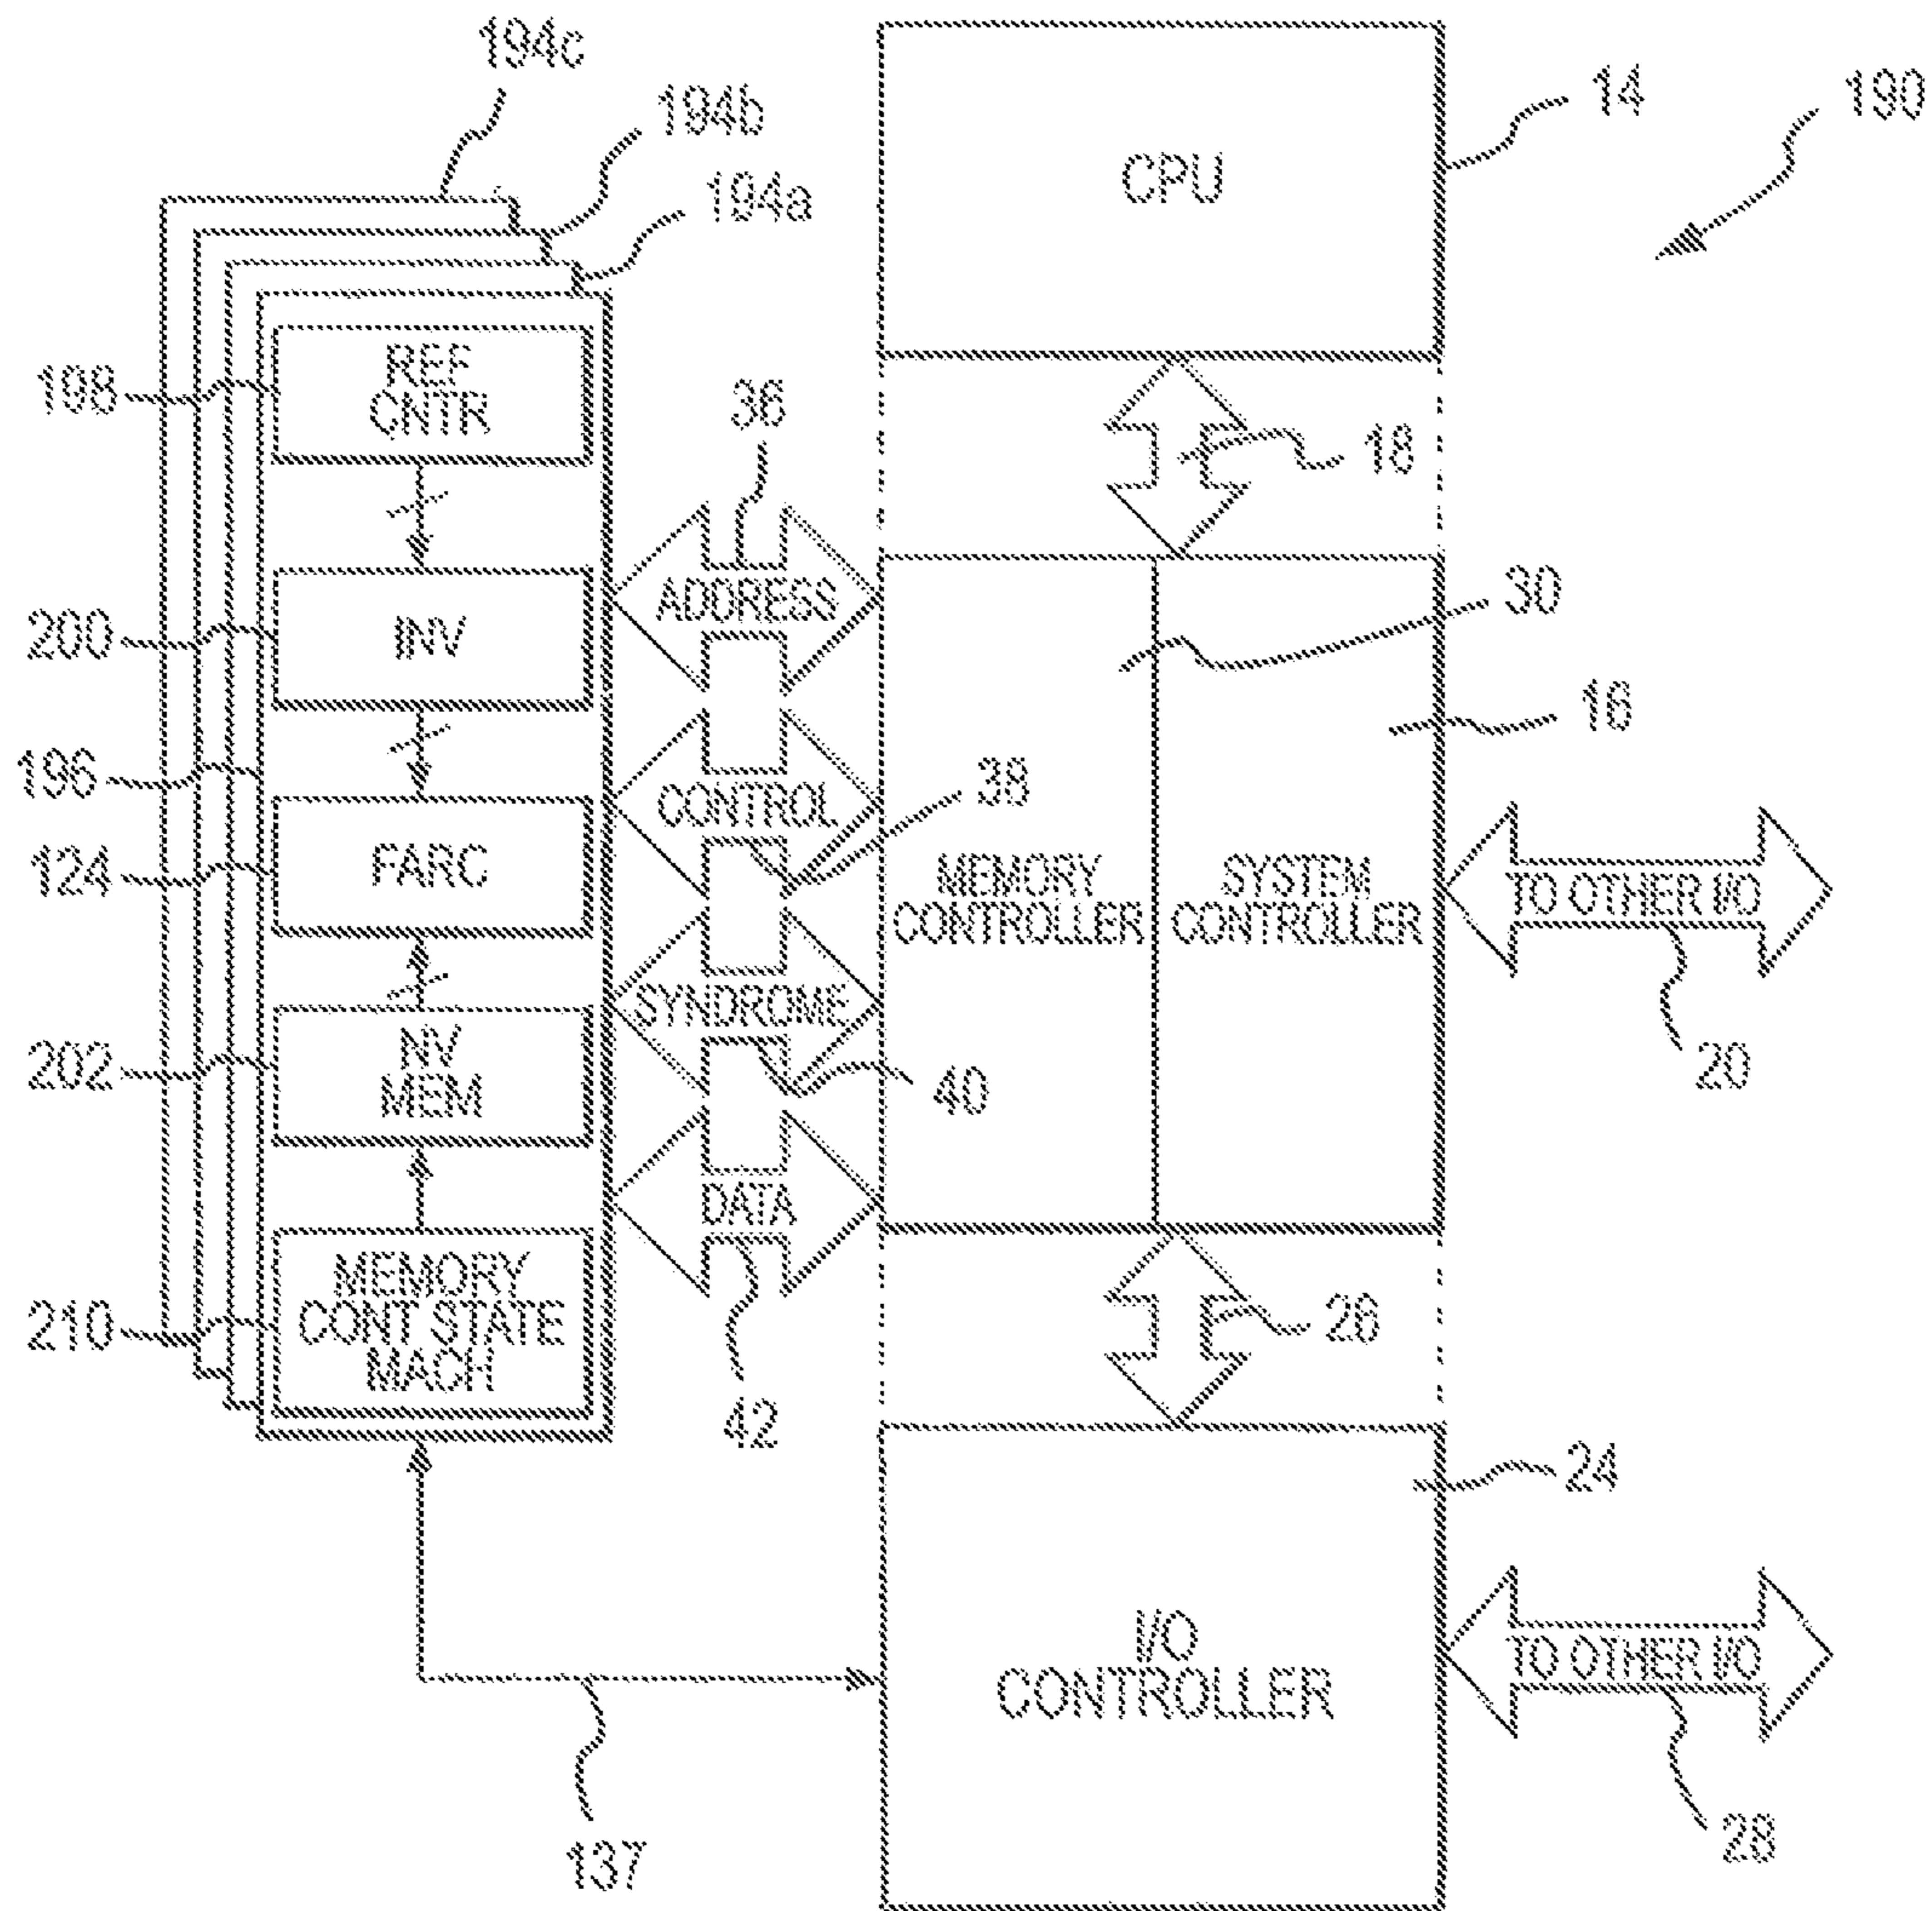 194c
194b
194a
14
190
CPU
198
REF
CNTR
36
18
200
INV
ADDRESS
30
16
196
CONTROL
38
124
FARC
MEMORY
CONTROLLER
SYSTEM
CONTROLLER
TO OTHER I/O
20
202
NV
MEM
SYNDROME
40
DATA
210
MEMORY
CONT STATE
MACH
42
26
24
I/O
CONTROLLER
TO OTHER I/O
28
137